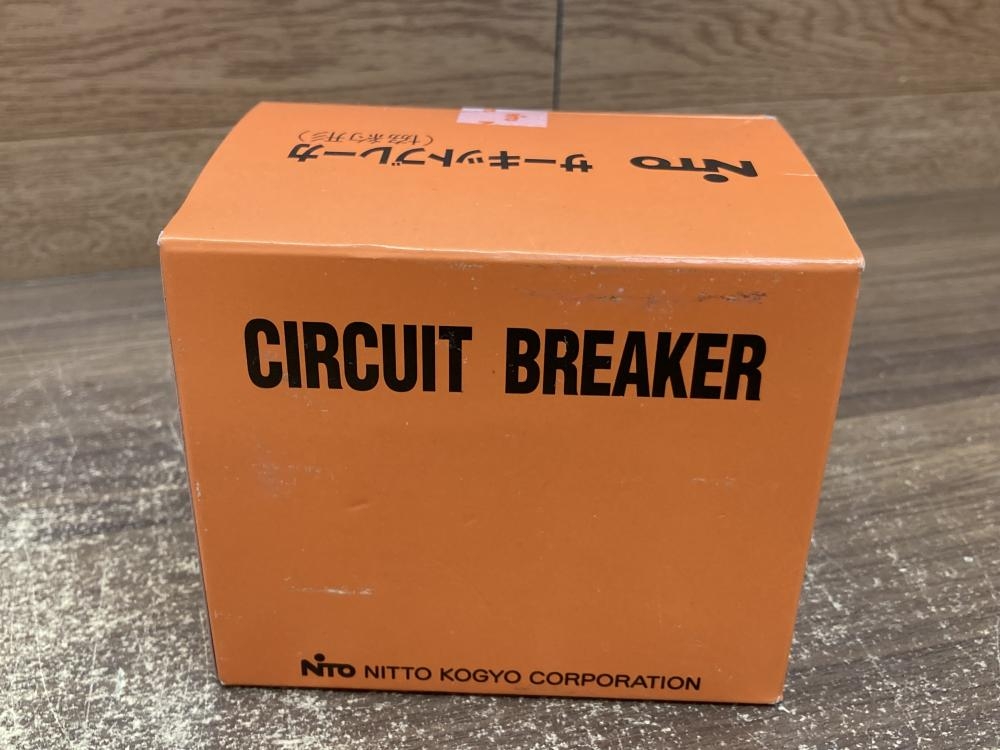 NITO サーキットブレーカ
CIRCUIT BREAKER
NITO NITTO KOGYO CORPORATION